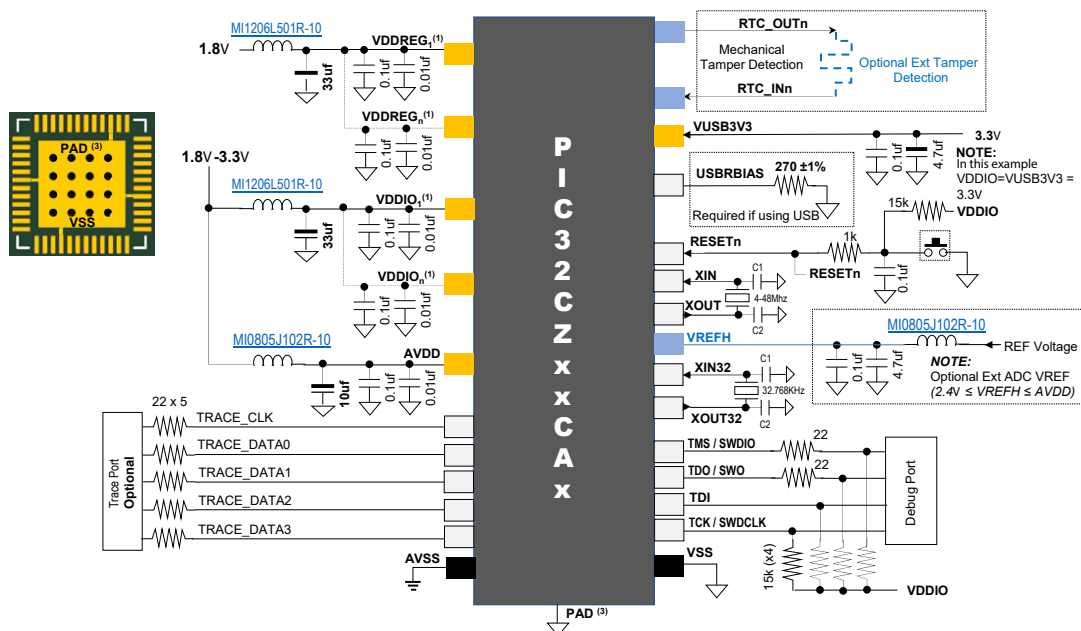 MI1206L501R-10
1.8V
VDDREG₁⁽¹⁾
33uf
0.1uf
0.01uf
VDDREGₙ⁽¹⁾
0.1uf
0.01uf
PAD ⁽³⁾
VSS
1.8V -3.3V
MI1206L501R-10
VDDIO₁⁽¹⁾
33uf
0.1uf
0.01uf
VDDIOₙ⁽¹⁾
0.1uf
0.01uf
MI0805J102R-10
AVDD
10uf
0.1uf
0.01uf
22 x 5
Trace Port
Optional
TRACE_CLK
TRACE_DATA0
TRACE_DATA1
TRACE_DATA2
TRACE_DATA3
AVSS
PIC32CZxxCAx
PAD ⁽³⁾
RTC_OUTn
Mechanical
Tamper Detection
Optional Ext Tamper
Detection
RTC_INn
VUSB3V3
0.1uf
4.7uf
3.3V
NOTE:
In this example
VDDIO=VUSB3V3 =
3.3V
USBRBIAS
270 ±1%
Required if using USB
15k
VDDIO
RESETn
1k
RESETn
0.1uf
XIN
C1
4-48Mhz
XOUT
C2
VREFH
MI0805J102R-10
REF Voltage
0.1uf
4.7uf
NOTE:
Optional Ext ADC VREF
(2.4V ≤ VREFH ≤ AVDD)
XIN32
C1
32.768KHz
XOUT32
C2
TMS / SWDIO
22
TDO / SWO
22
TDI
TCK / SWDCLK
Debug Port
VSS
15k (x4)
VDDIO